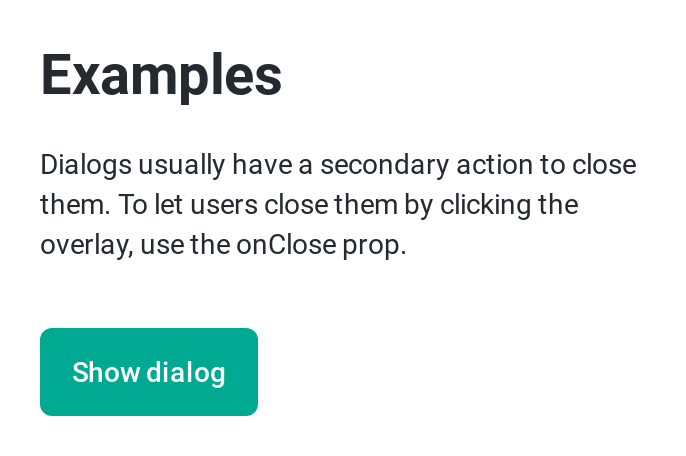 Examples
Dialogs usually have a secondary action to close
them. To let users close them by clicking the
overlay, use the onClose prop.
Show dialog